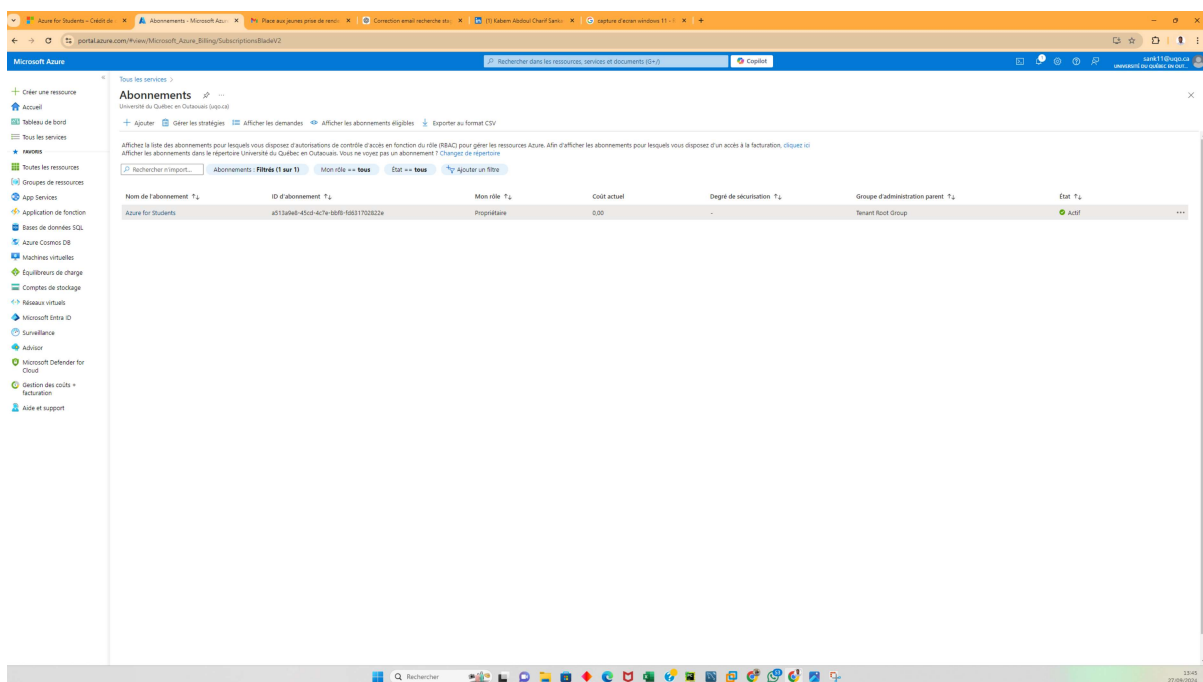 Azure for Students – Crédit de
Abonnements - Microsoft Azu
Place aux jeunes prise de rende
Correction email recherche sta
(1) Kabem Abdoul Charif Sank
capture d'ecran windows 11 -
portal.azure.com/#view/Microsoft_Azure_Billing/SubscriptionsBladeV2
Microsoft Azure
Rechercher dans les ressources, services et documents (G+/)
Copilot
sank11@uqo.ca
UNIVERSITÉ DU QUÉBEC EN OUT...
Créer une ressource
Accueil
Tableau de bord
Tous les services
FAVORIS
Toutes les ressources
Groupes de ressources
App Services
Application de fonction
Bases de données SQL
Azure Cosmos DB
Machines virtuelles
Équilibreurs de charge
Comptes de stockage
Réseaux virtuels
Microsoft Entra ID
Surveillance
Advisor
Microsoft Defender for
Cloud
Gestion des coûts +
facturation
Aide et support
Tous les services >
Abonnements
Université du Québec en Outaouais (uqo.ca)
Ajouter Gérer les stratégies Afficher les demandes Afficher les abonnements éligibles Exporter au format CSV
Affichez la liste des abonnements pour lesquels vous disposez d'autorisations de contrôle d'accès en fonction du rôle (RBAC) pour gérer les ressources Azure. Afin d'afficher les abonnements pour lesquels vous disposez d'un accès à la facturation, cliquez ici
Afficher les abonnements dans le répertoire Université du Québec en Outaouais. Vous ne voyez pas un abonnement ? Changez de répertoire
Rechercher n'import... Abonnements : Filtrés (1 sur 1) Mon rôle == tous État == tous Ajouter un filtre
Nom de l'abonnement ID d'abonnement Mon rôle Coût actuel Degré de sécurisation Groupe d'administration parent État
Azure for Students a513a9e8-45cd-4c7e-bbf8-fd631702822e Propriétaire 0,00 - Tenant Root Group Actif
Rechercher
13:45
27/09/2024